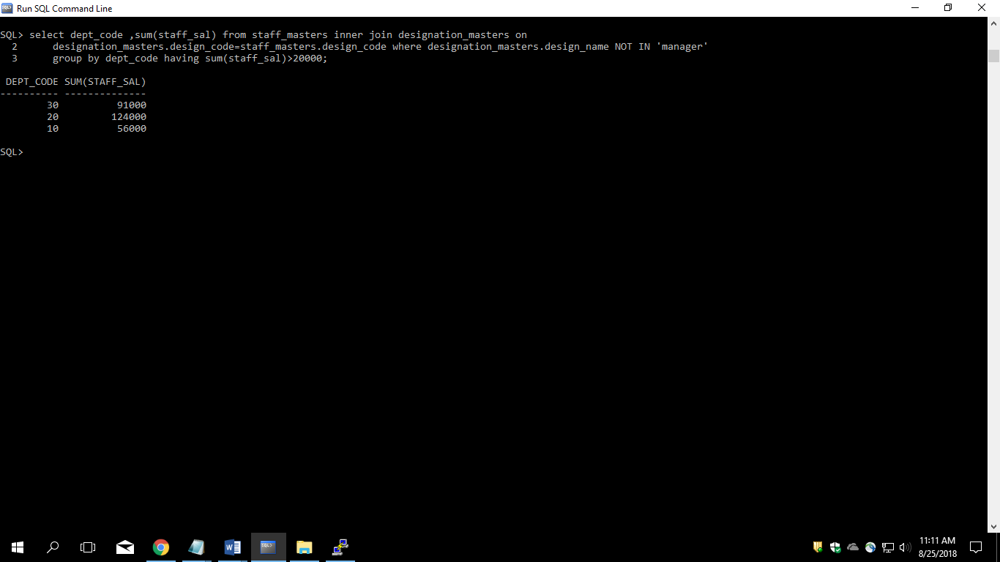 Run SQL Command Line
SQL> select dept_code ,sum(staff_sal) from staff_masters inner join designation_masters on
  2      designation_masters.design_code=staff_masters.design_code where designation_masters.design_name NOT IN 'manager'
  3      group by dept_code having sum(staff_sal)>20000;
 DEPT_CODE SUM(STAFF_SAL)
---------- --------------
        30          91000
        20         124000
        10          56000
SQL>
11:11 AM
8/25/2018